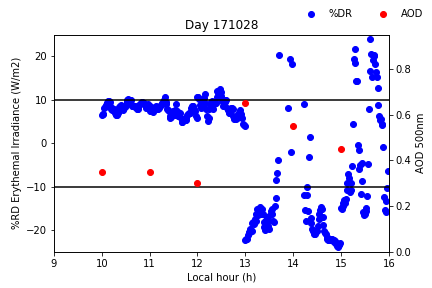 %DR AOD
Day 171028
%RD Erythemal Irradiance (W/m2)
20
10
0
−10
−20
0.8
0.6
0.4
0.2
0.0
AOD 500nm
9 10 11 12 13 14 15 16
Local hour (h)